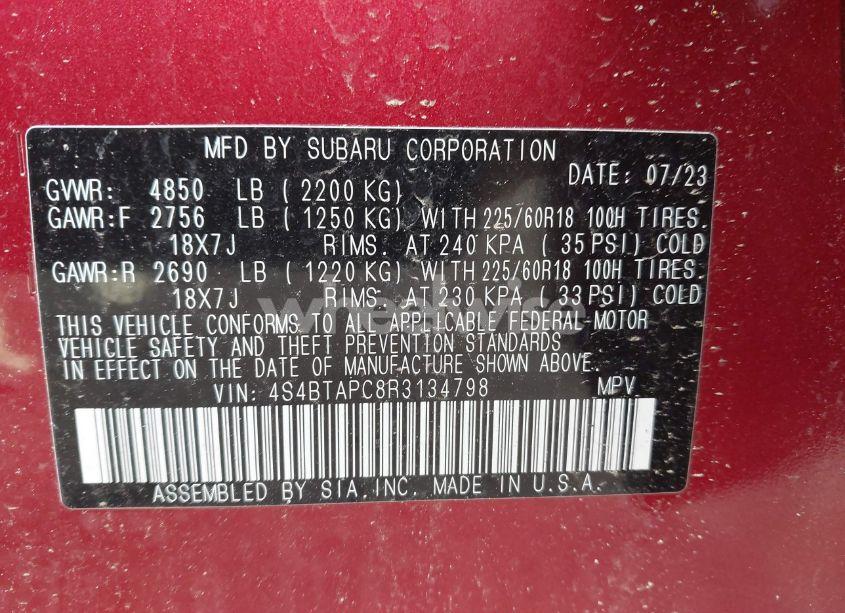 MFD BY SUBARU CORPORATION
DATE: 07/23
GVWR: 4850 LB ( 2200 KG)
GAWR:F 2756 LB ( 1250 KG) WITH 225/60R18 100H TIRES.
18X7J RIMS. AT 240 KPA ( 35 PSI) COLD
GAWR:R 2690 LB ( 1220 KG) WITH 225/60R18 100H TIRES.
18X7J RIMS. AT 230 KPA ( 33 PSI) COLD
THIS VEHICLE CONFORMS TO ALL APPLICABLE FEDERAL-MOTOR
VEHICLE SAFETY AND THEFT PREVENTION STANDARDS
IN EFFECT ON THE DATE OF MANUFACTURE SHOWN ABOVE.
VIN: 4S4BTAPC8R3134798 MPV
ASSEMBLED BY SIA,INC. MADE IN U.S.A.